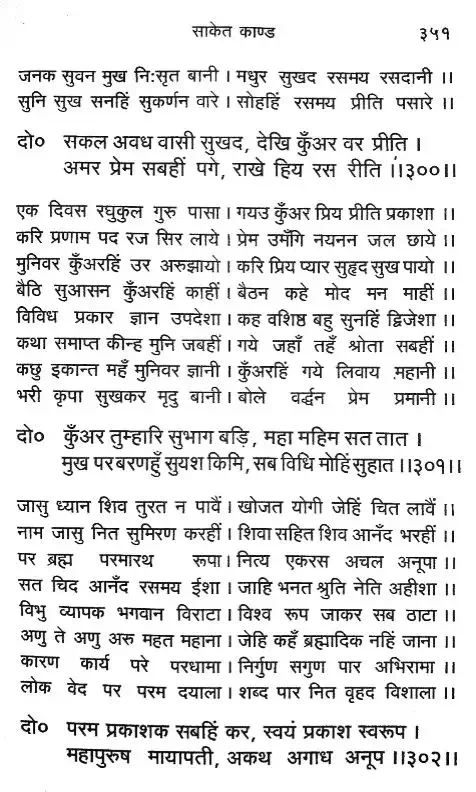 साकेत काण्ड ३५१
जनक सुवन मुख निःसृत बानी । मधुर सुखद रसमय रसदानी ।।
सुनि सुख सनहिं सुकर्णन वारे । सोहहिं रसमय प्रीति पसारे ।।
दो० सकल अवध वासी सुखद, देखि कुँअर वर प्रीति ।
अमर प्रेम सबहीं पगे, राखे हिय रस रीति ।।३००।।
एक दिवस रघुकुल गुरु पासा । गयउ कुँअर प्रिय प्रीति प्रकाशा ।।
करि प्रणाम पद रज सिर लाये । प्रेम उमँगि नयनन जल छाये ।।
मुनिवर कुँअरहिं उर अरुझायो । करि प्रिय प्यार सुहृद सुख पायो ।।
बैठि सुआसन कुँअरहिं काहीं । बैठन कहे मोद मन माहीं ।।
विविध प्रकार ज्ञान उपदेशा । कह वशिष्ठ बहु सुनहिं द्विजेशा ।।
कथा समाप्त कीन्ह मुनि जबहीं । गये जहाँ तहँ श्रोता सबहीं ।।
कछु इकान्त महँ मुनिवर ज्ञानी । कुँअरहिं गये लिवाय महानी ।।
भरी कृपा सुखकर मृदु बानी । बोले वर्द्धन प्रेम प्रमानी ।।
दो० कुँअर तुम्हारि सुभाग बड़ि, महा महिम सत तात ।
मुख पर बरणहुँ सुयश किमि, सब विधि मोहिं सुहात ।।३०१।।
जासु ध्यान शिव तुरत न पावैं । खोजत योगी जेहिं चित लावैं ।।
नाम जासु नित सुमिरण करहीं । शिवा सहित शिव आनँद भरहीं ।।
पर ब्रह्म परमारथ रूपा । नित्य एकरस अचल अनूपा ।।
सत चिद आनँद रसमय ईशा । जाहि भनत श्रुति नेति अहीशा ।।
विभु व्यापक भगवान विराटा । विश्व रूप जाकर सब ठाटा ।।
अणु ते अणु अरु महत महाना । जेहि कहँ ब्रह्मादिक नहिं जाना ।।
कारण कार्य परे परधामा । निर्गुण सगुण पार अभिरामा ।।
लोक वेद पर परम दयाला । शब्द पार नित वृहद विशाला ।।
दो० परम प्रकाशक सबहिं कर, स्वयं प्रकाश स्वरूप ।
महापुरुष मायापती, अकथ अगाध अनूप ।।३०२।।